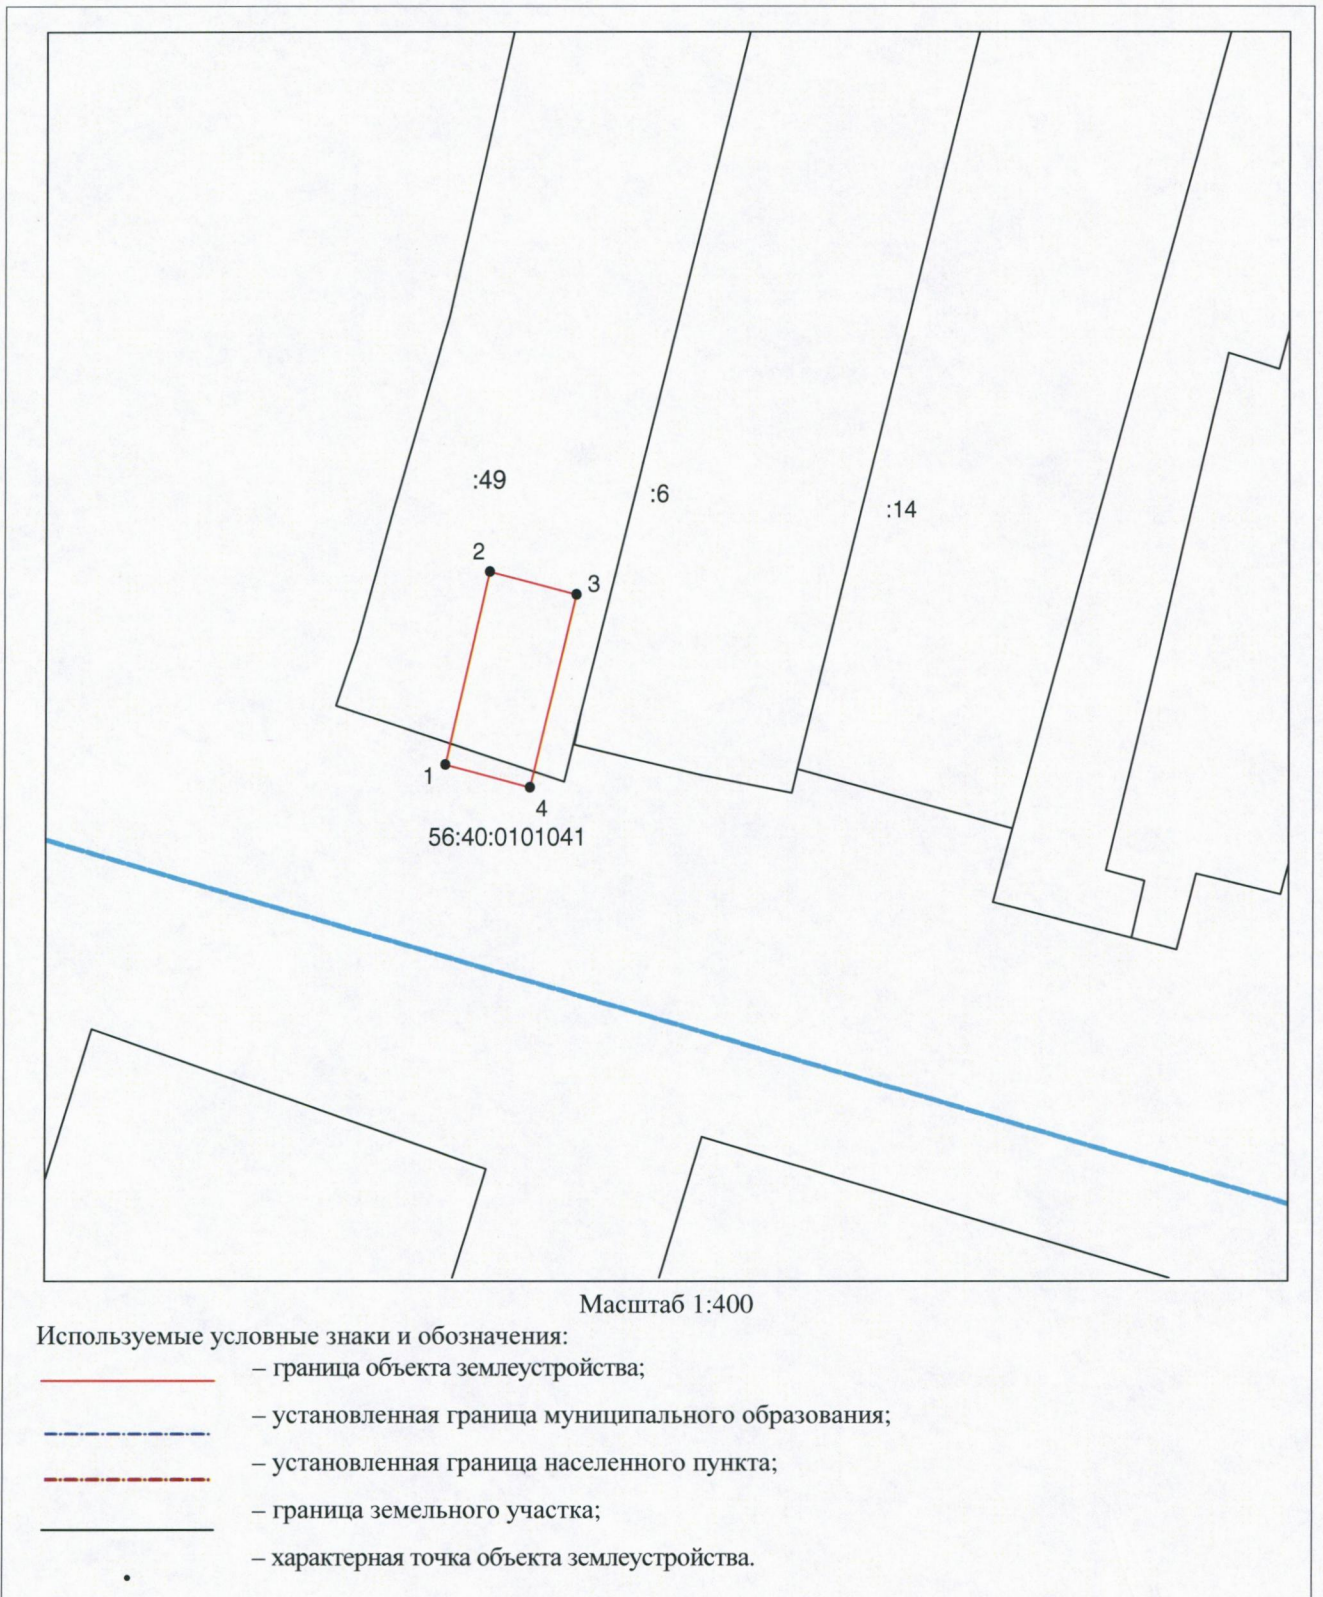 :49
:6
:14
2
3
1
4
56:40:0101041
Масштаб 1:400
Используемые условные знаки и обозначения:
– граница объекта землеустройства;
– установленная граница муниципального образования;
– установленная граница населенного пункта;
– граница земельного участка;
– характерная точка объекта землеустройства.